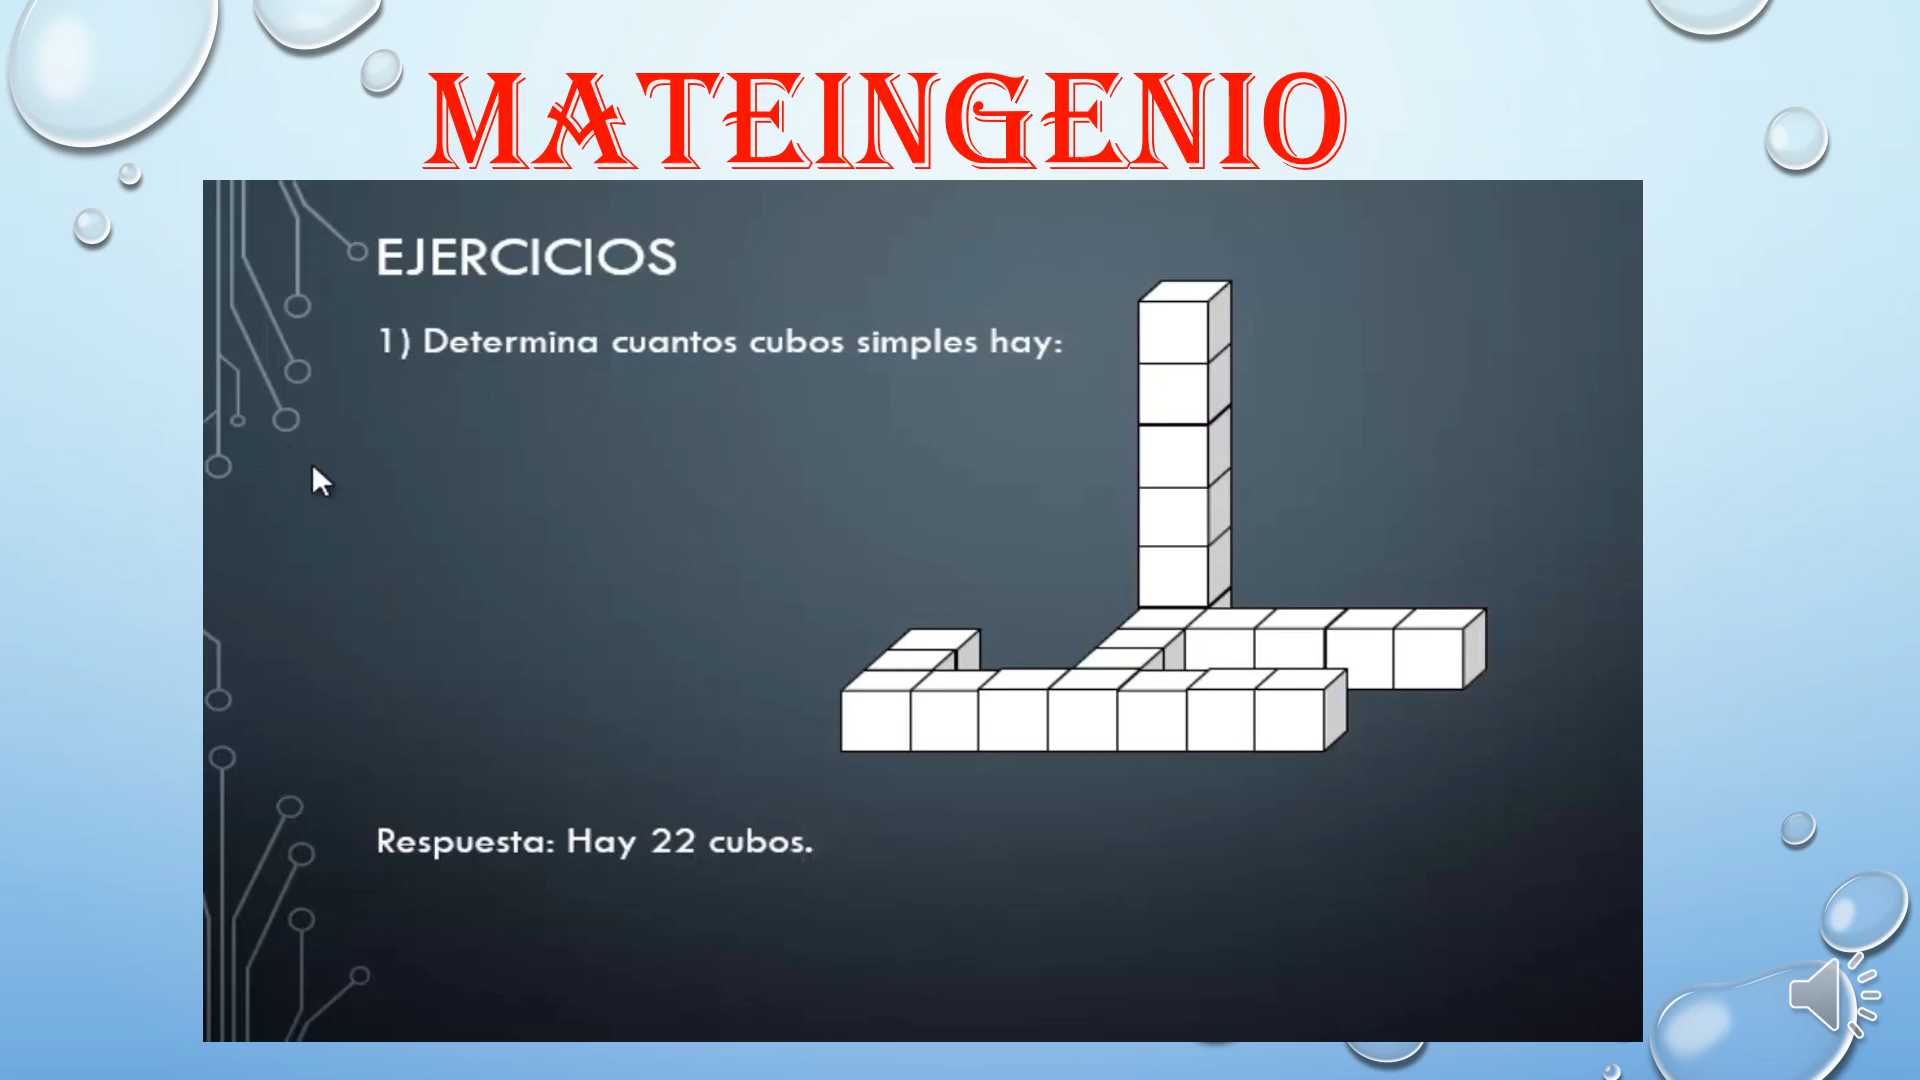 MATEINGENIO
EJERCICIOS
1) Determina cuantos cubos simples hay:
Respuesta: Hay 22 cubos.